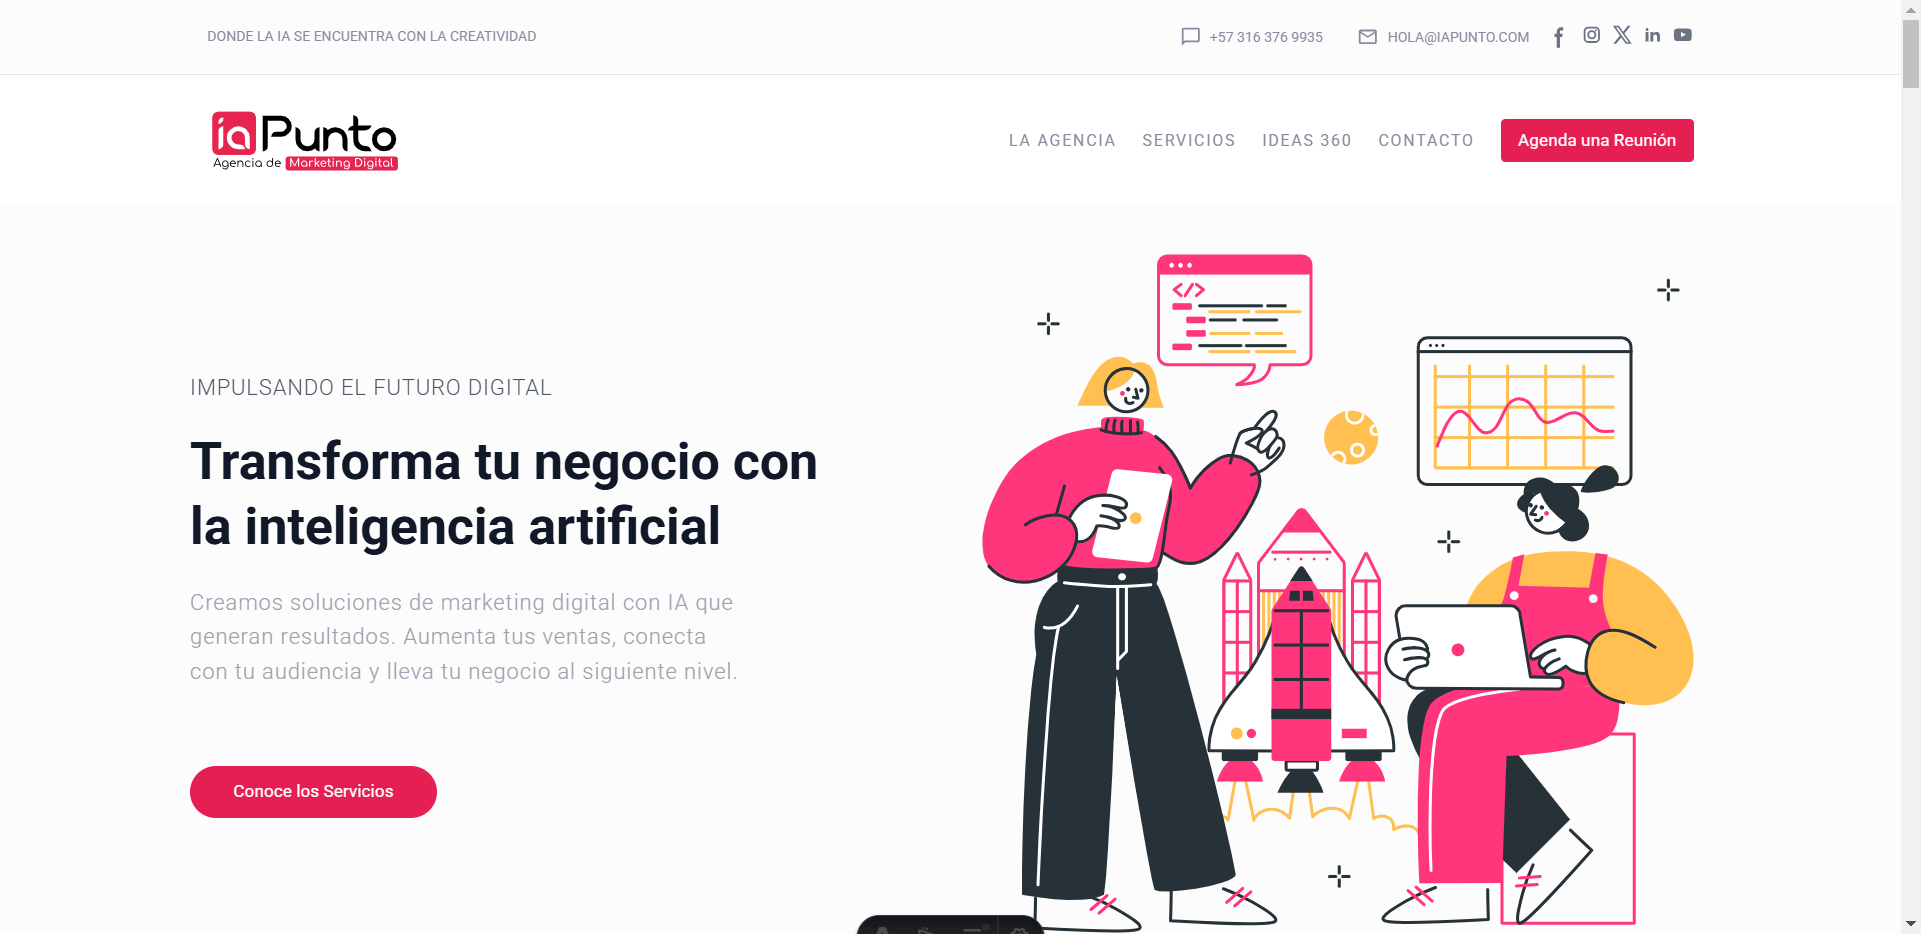 DONDE LA IA SE ENCUENTRA CON LA CREATIVIDAD
+57 316 376 9935
HOLA@IAPUNTO.COM
iaPunto
Agencia de Marketing Digital
LA AGENCIA
SERVICIOS
IDEAS 360
CONTACTO
Agenda una Reunión
</>
IMPULSANDO EL FUTURO DIGITAL
Transforma tu negocio con
la inteligencia artificial
Creamos soluciones de marketing digital con IA que
generan resultados. Aumenta tus ventas, conecta
con tu audiencia y lleva tu negocio al siguiente nivel.
Conoce los Servicios